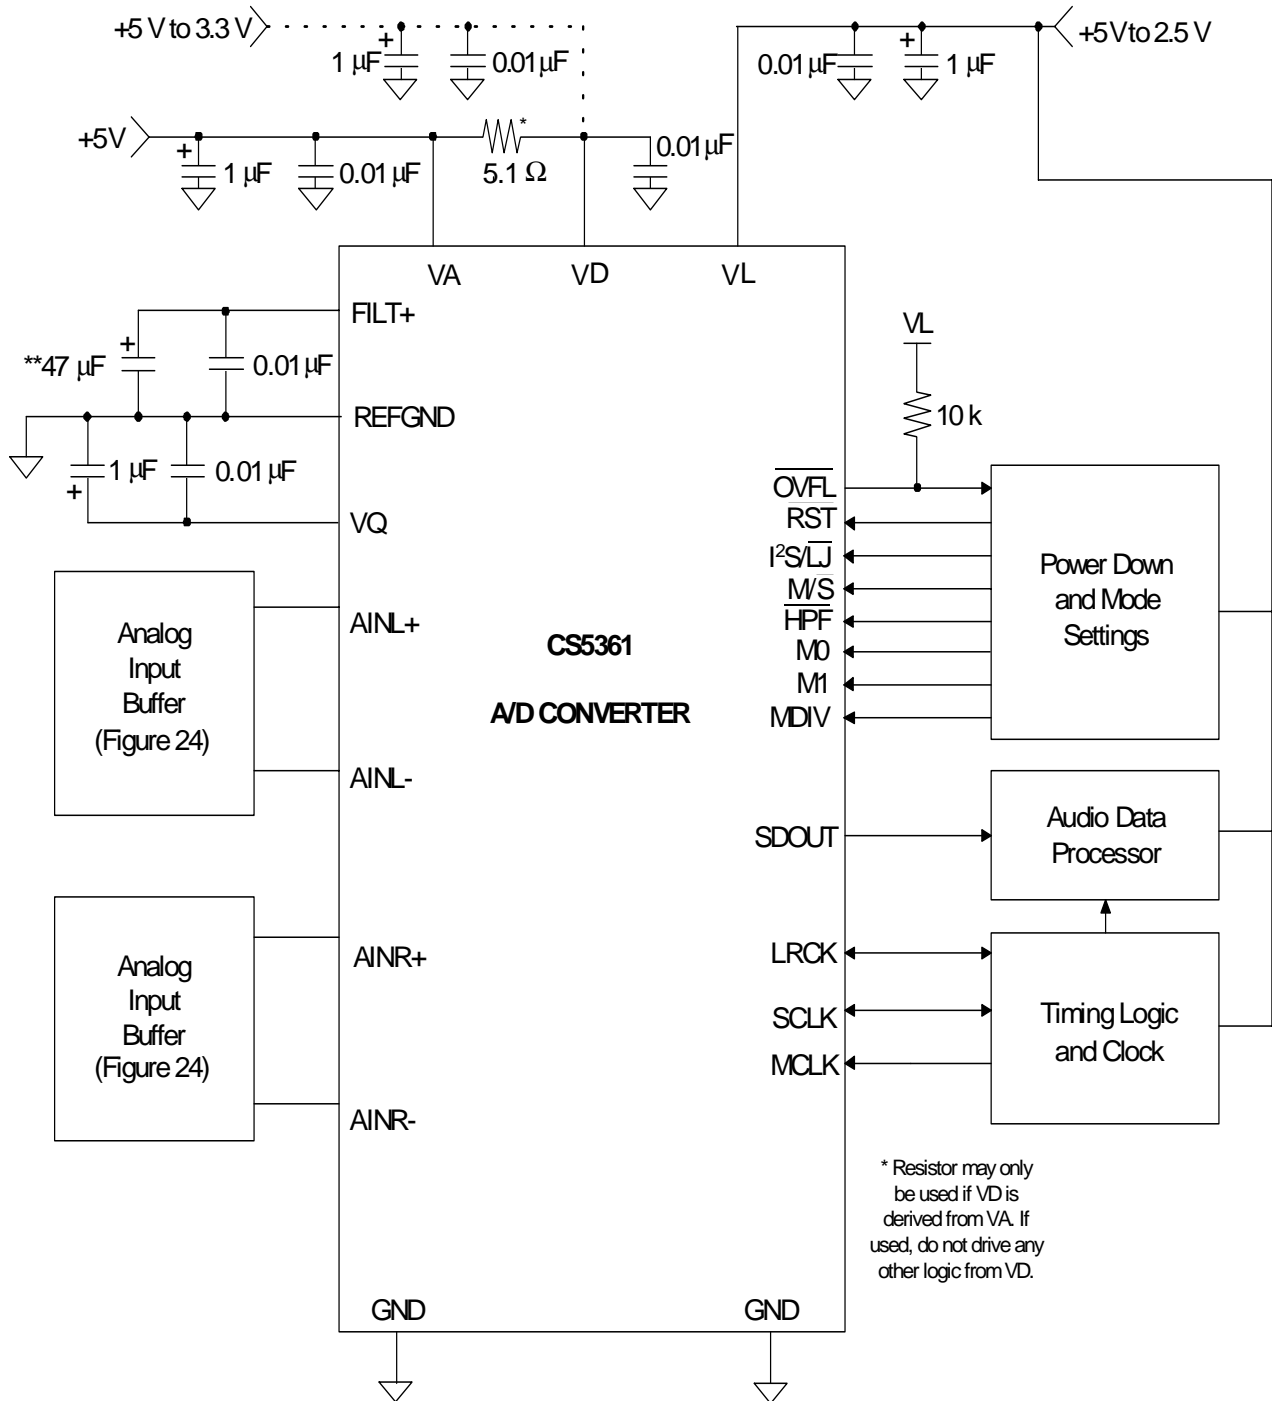 +5 V to 3.3 V
+
1 µF
0.01 µF
0.01 µF
+
1 µF
+5V to 2.5 V
+5V
+
1 µF
0.01 µF
*
5.1 Ω
0.01 µF
VA
VD
VL
FILT+
+
**47 µF
0.01 µF
REFGND
1 µF
+
0.01 µF
VQ
VL
10 k
OVFL
RST
I²S/LJ
M/S
HPF
M0
M1
MDIV
Power Down
and Mode
Settings
Analog
Input
Buffer
(Figure 24)
AINL+
AINL-
CS5361
A/D CONVERTER
SDOUT
Audio Data
Processor
Analog
Input
Buffer
(Figure 24)
AINR+
AINR-
LRCK
SCLK
MCLK
Timing Logic
and Clock
* Resistor may only
be used if VD is
derived from VA. If
used, do not drive any
other logic from VD.
GND
GND